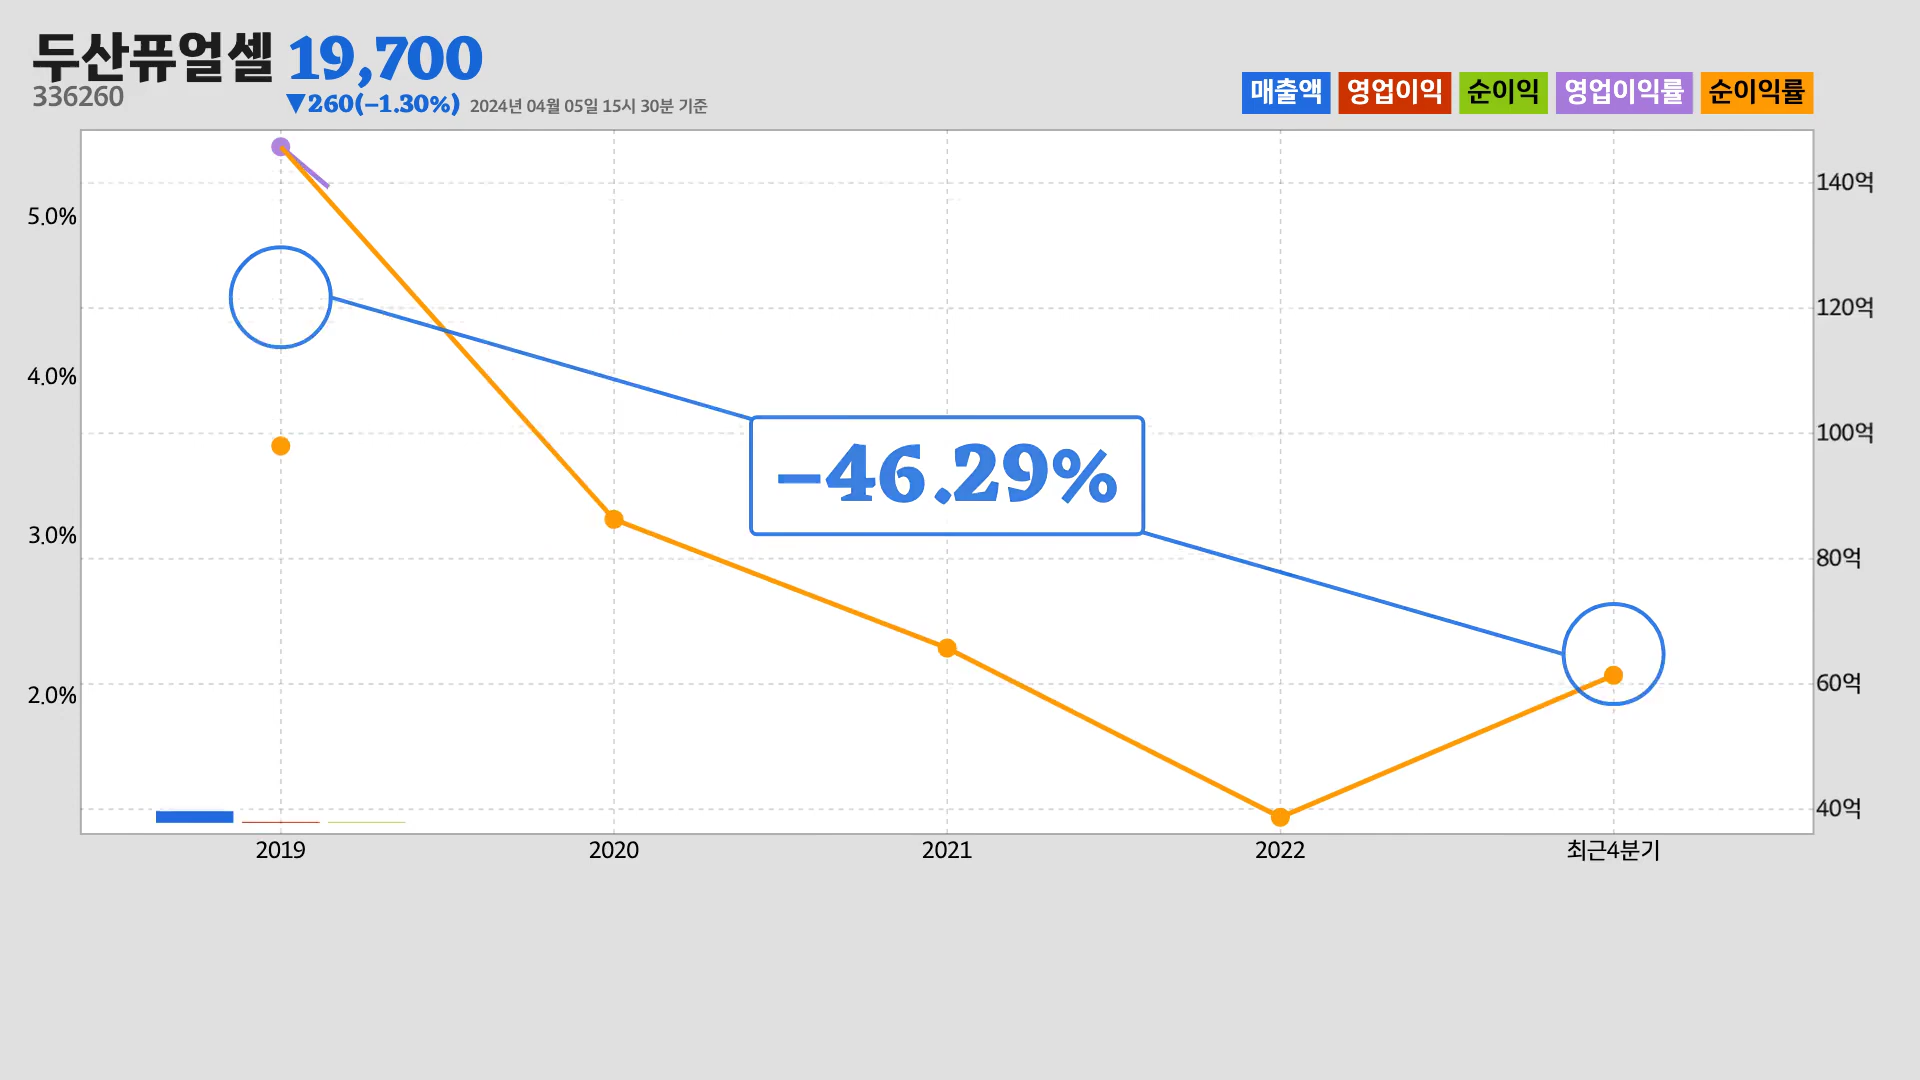 두산퓨얼셀 19,700
336260
▼260(−1.30%) 2024년 04월 05일 15시 30분 기준
매출액 영업이익 순이익 영업이익률 순이익률
5.0%
4.0%
3.0%
2.0%
−46.29%
140억
120억
100억
80억
60억
40억
2019 2020 2021 2022 최근4분기